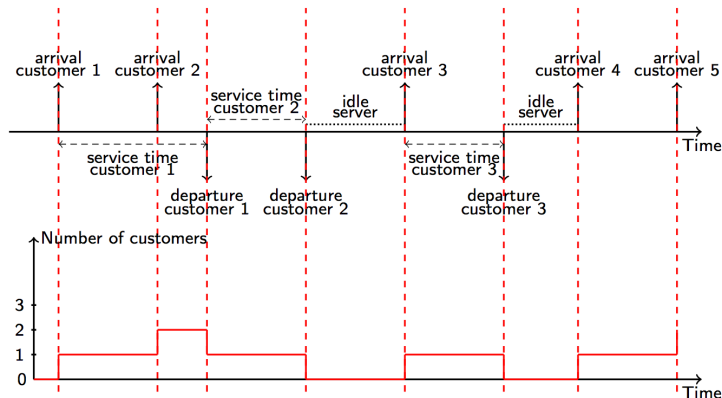 arrival
customer 1
arrival
customer 2
arrival
customer 3
arrival
customer 4
arrival
customer 5
service time
customer 2
idle
server
idle
server
Time
service time
customer 1
service time
customer 3
departure
customer 1
departure
customer 2
departure
customer 3
Number of customers
3
2
1
0
Time